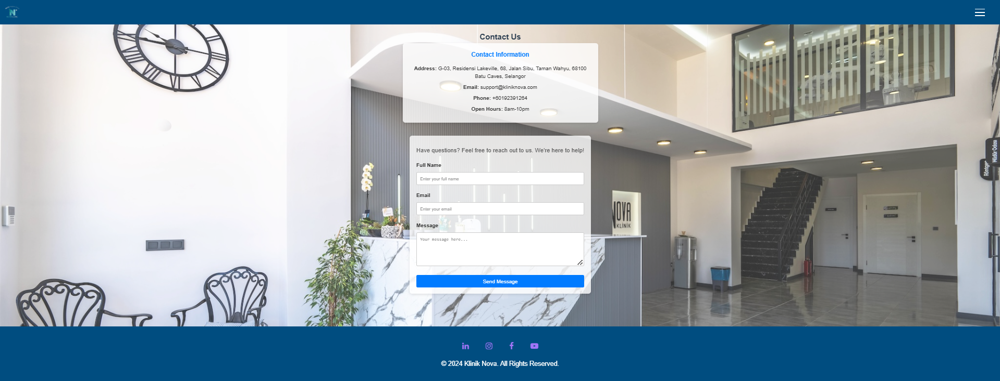 N
Contact Us
Contact Information
Address: G-03, Residensi Lakeville, 68, Jalan Sibu, Taman Wahyu, 68100
Batu Caves, Selangor
Email: support@kliniknova.com
Phone: +60192391264
Open Hours: 8am-10pm
Have questions? Feel free to reach out to us. We're here to help!
Full Name
Enter your full name
Email
Enter your email
Message
Your message here...
Send Message
NOVA
KLİNİK
Müdür Odası
Röntgen
in
f
© 2024 Klinik Nova. All Rights Reserved.